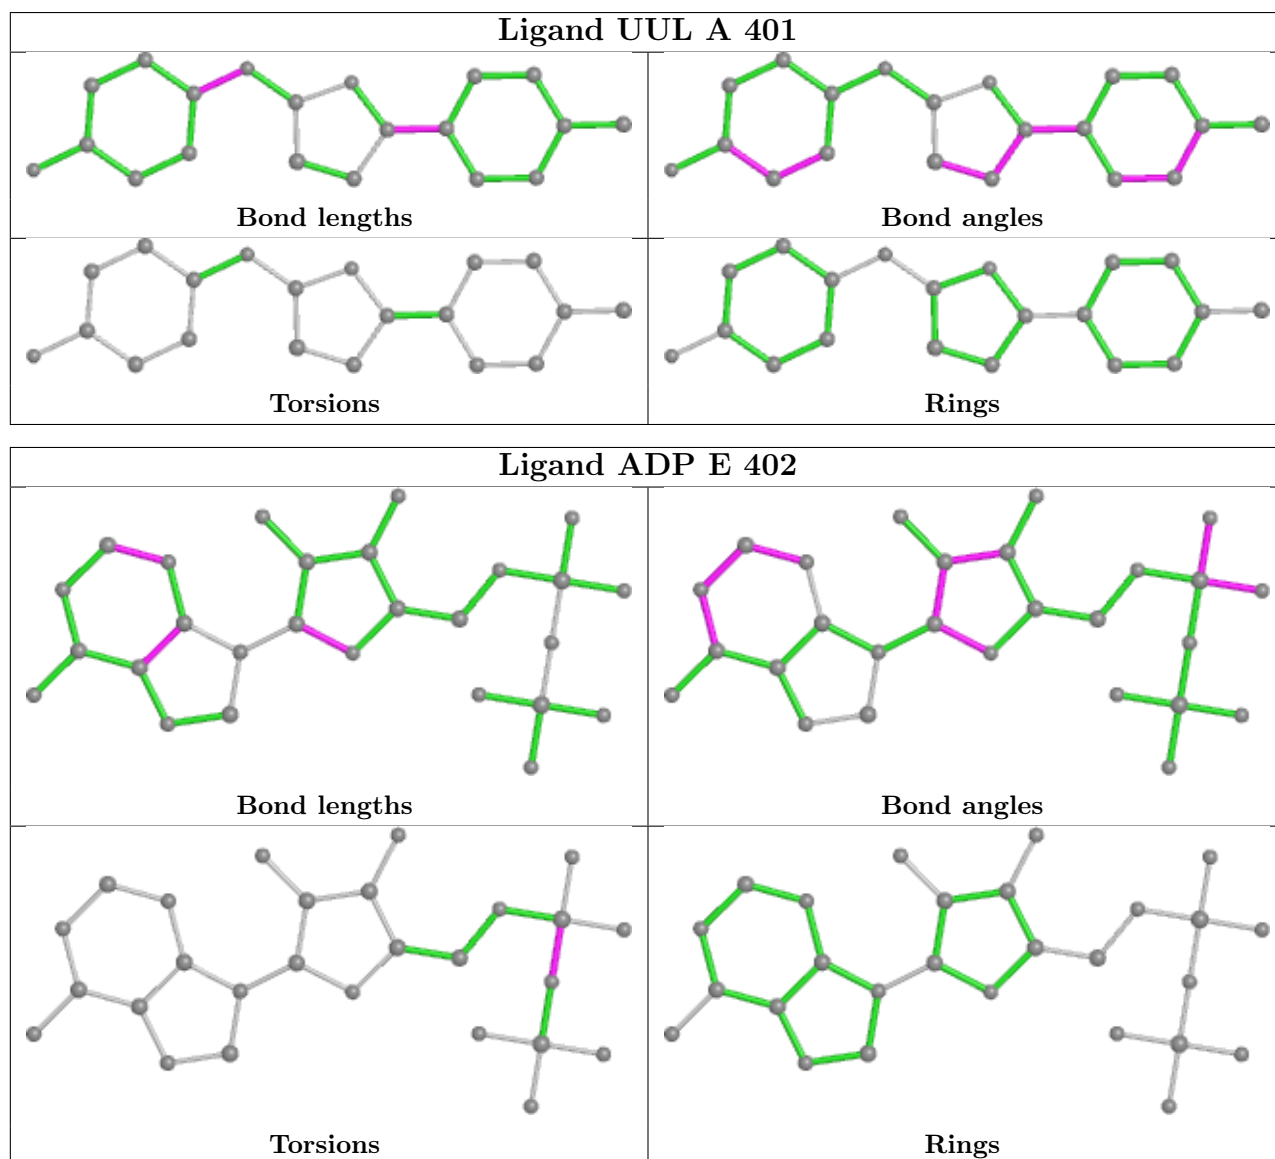 Ligand UUL A 401
Bond lengths
Bond angles
Torsions
Rings
Ligand ADP E 402
Bond lengths
Bond angles
Torsions
Rings